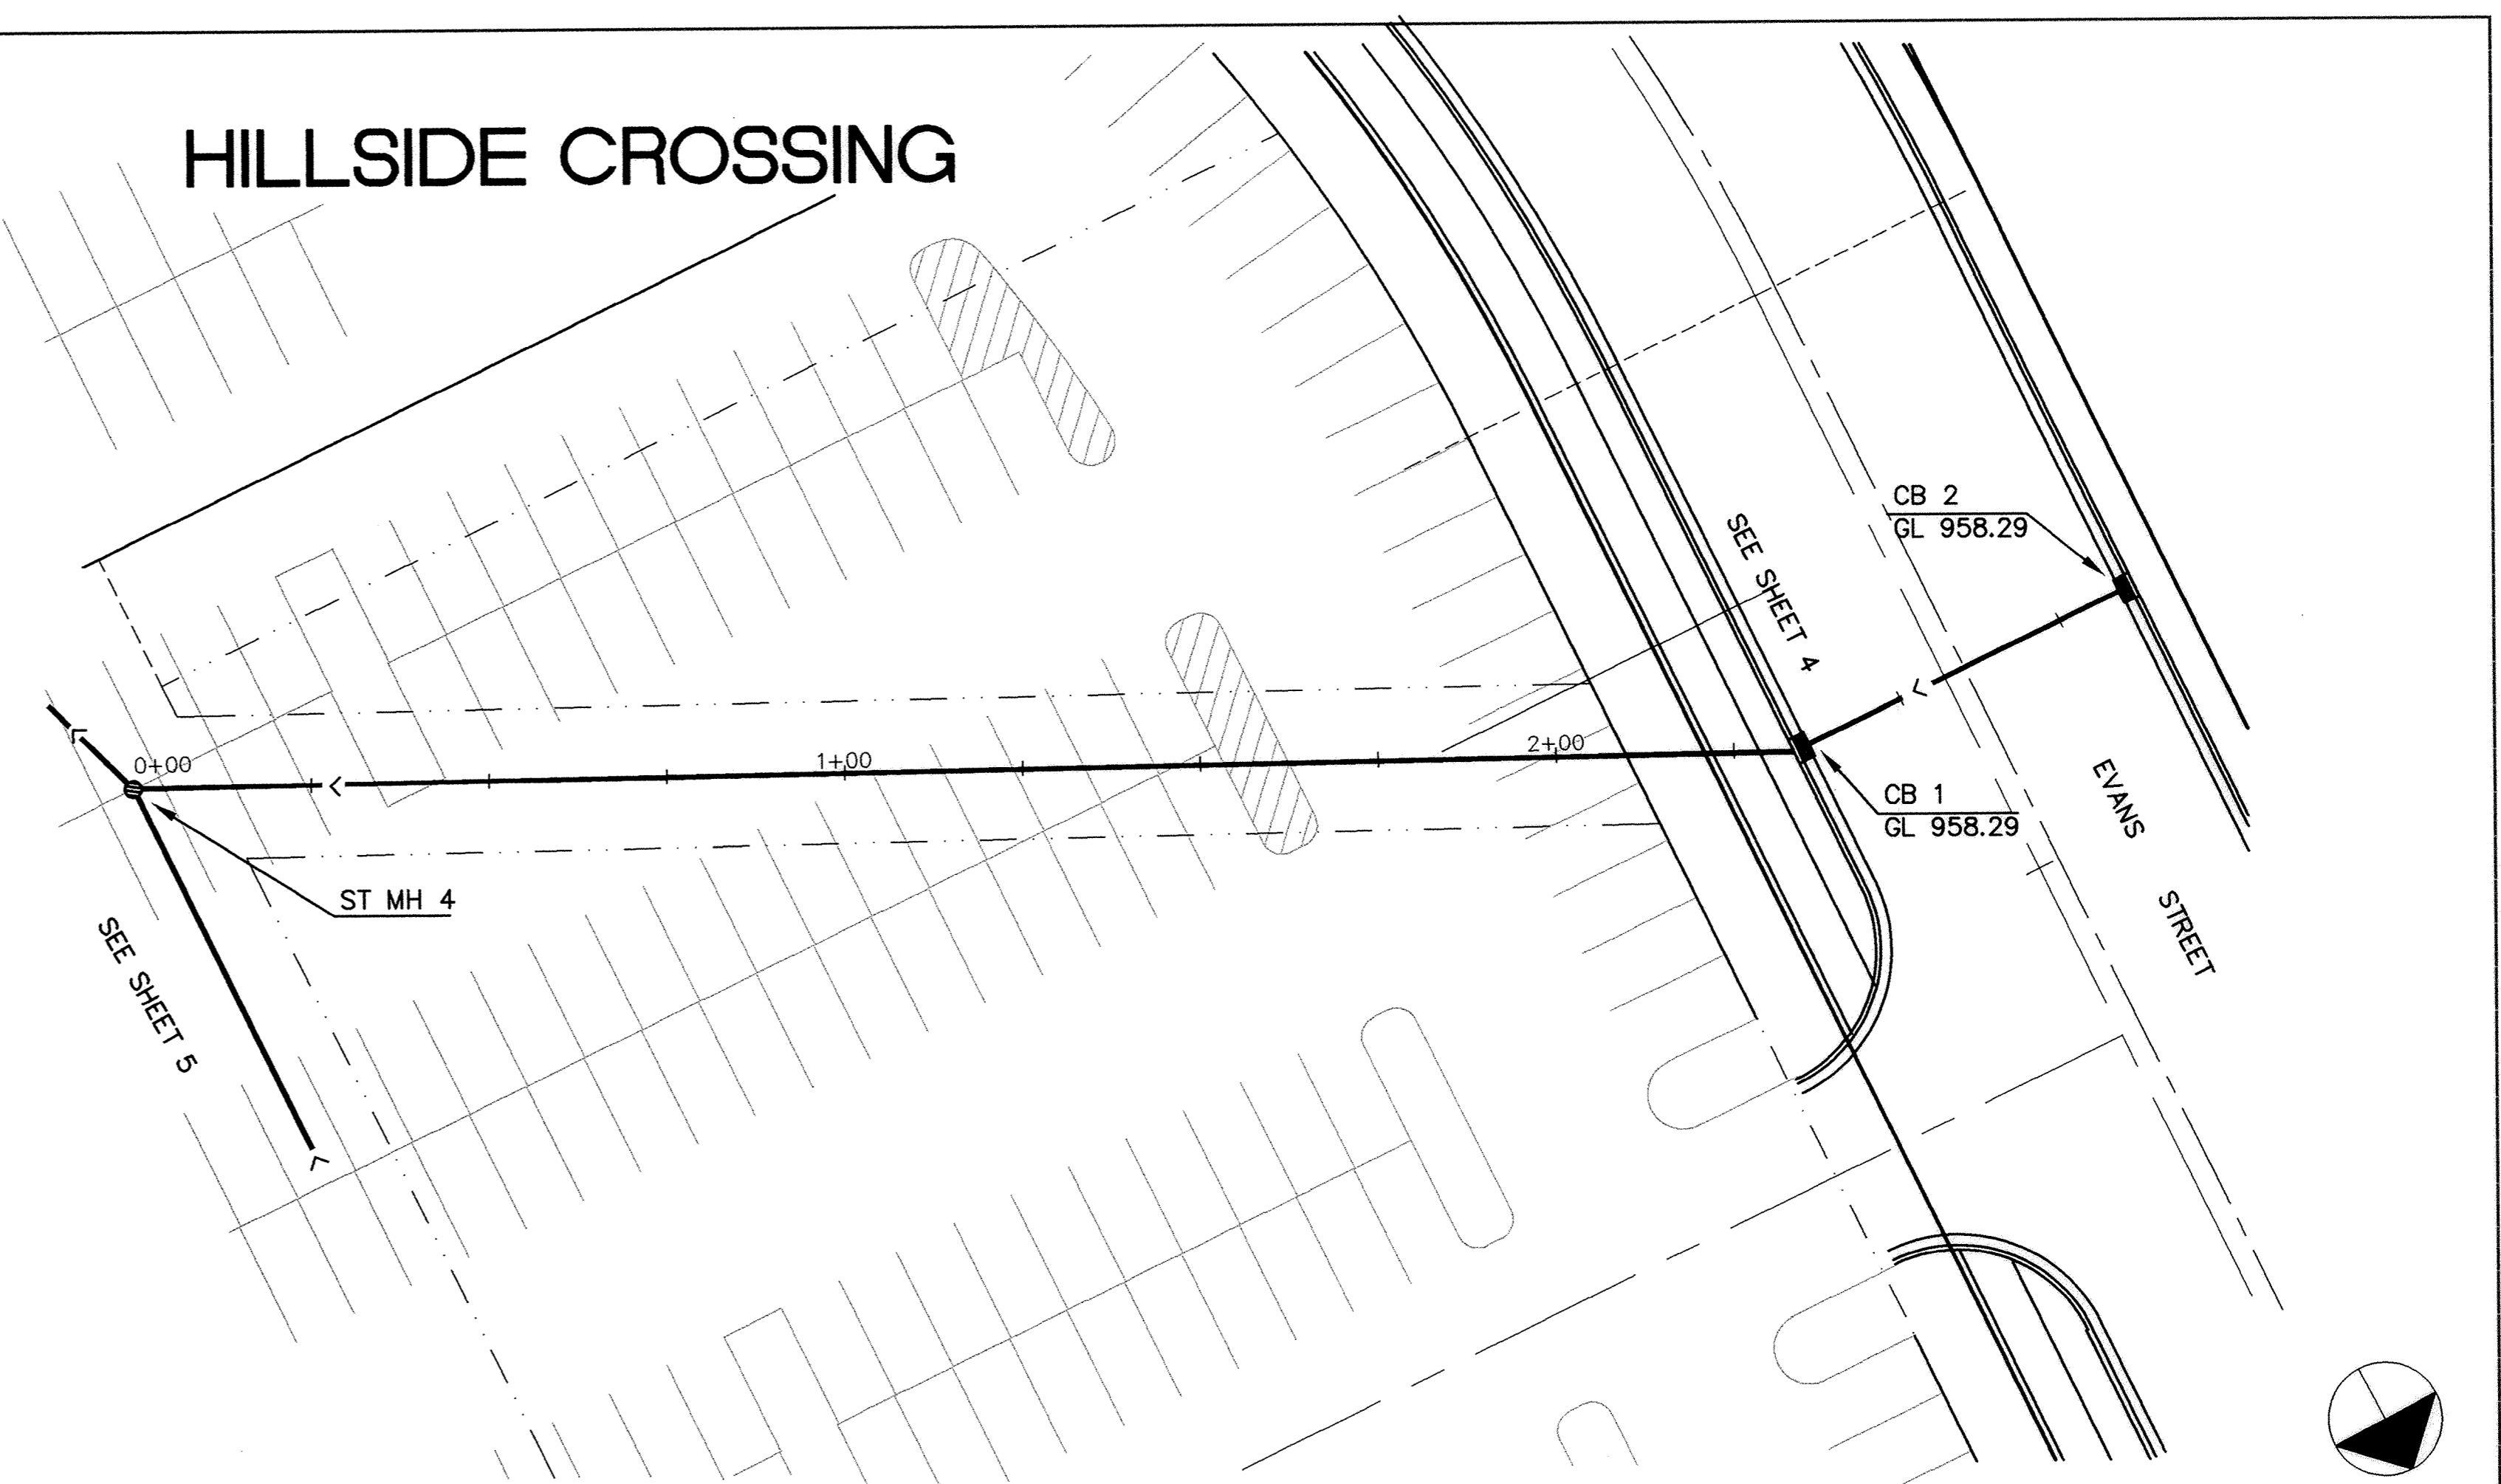 HILLSIDE CROSSING
CB 2
GL 958.29
SEE SHEET 4
0+00
1+00
2+00
CB 1
GL 958.29
EVANS STREET
ST MH 4
SEE SHEET 5